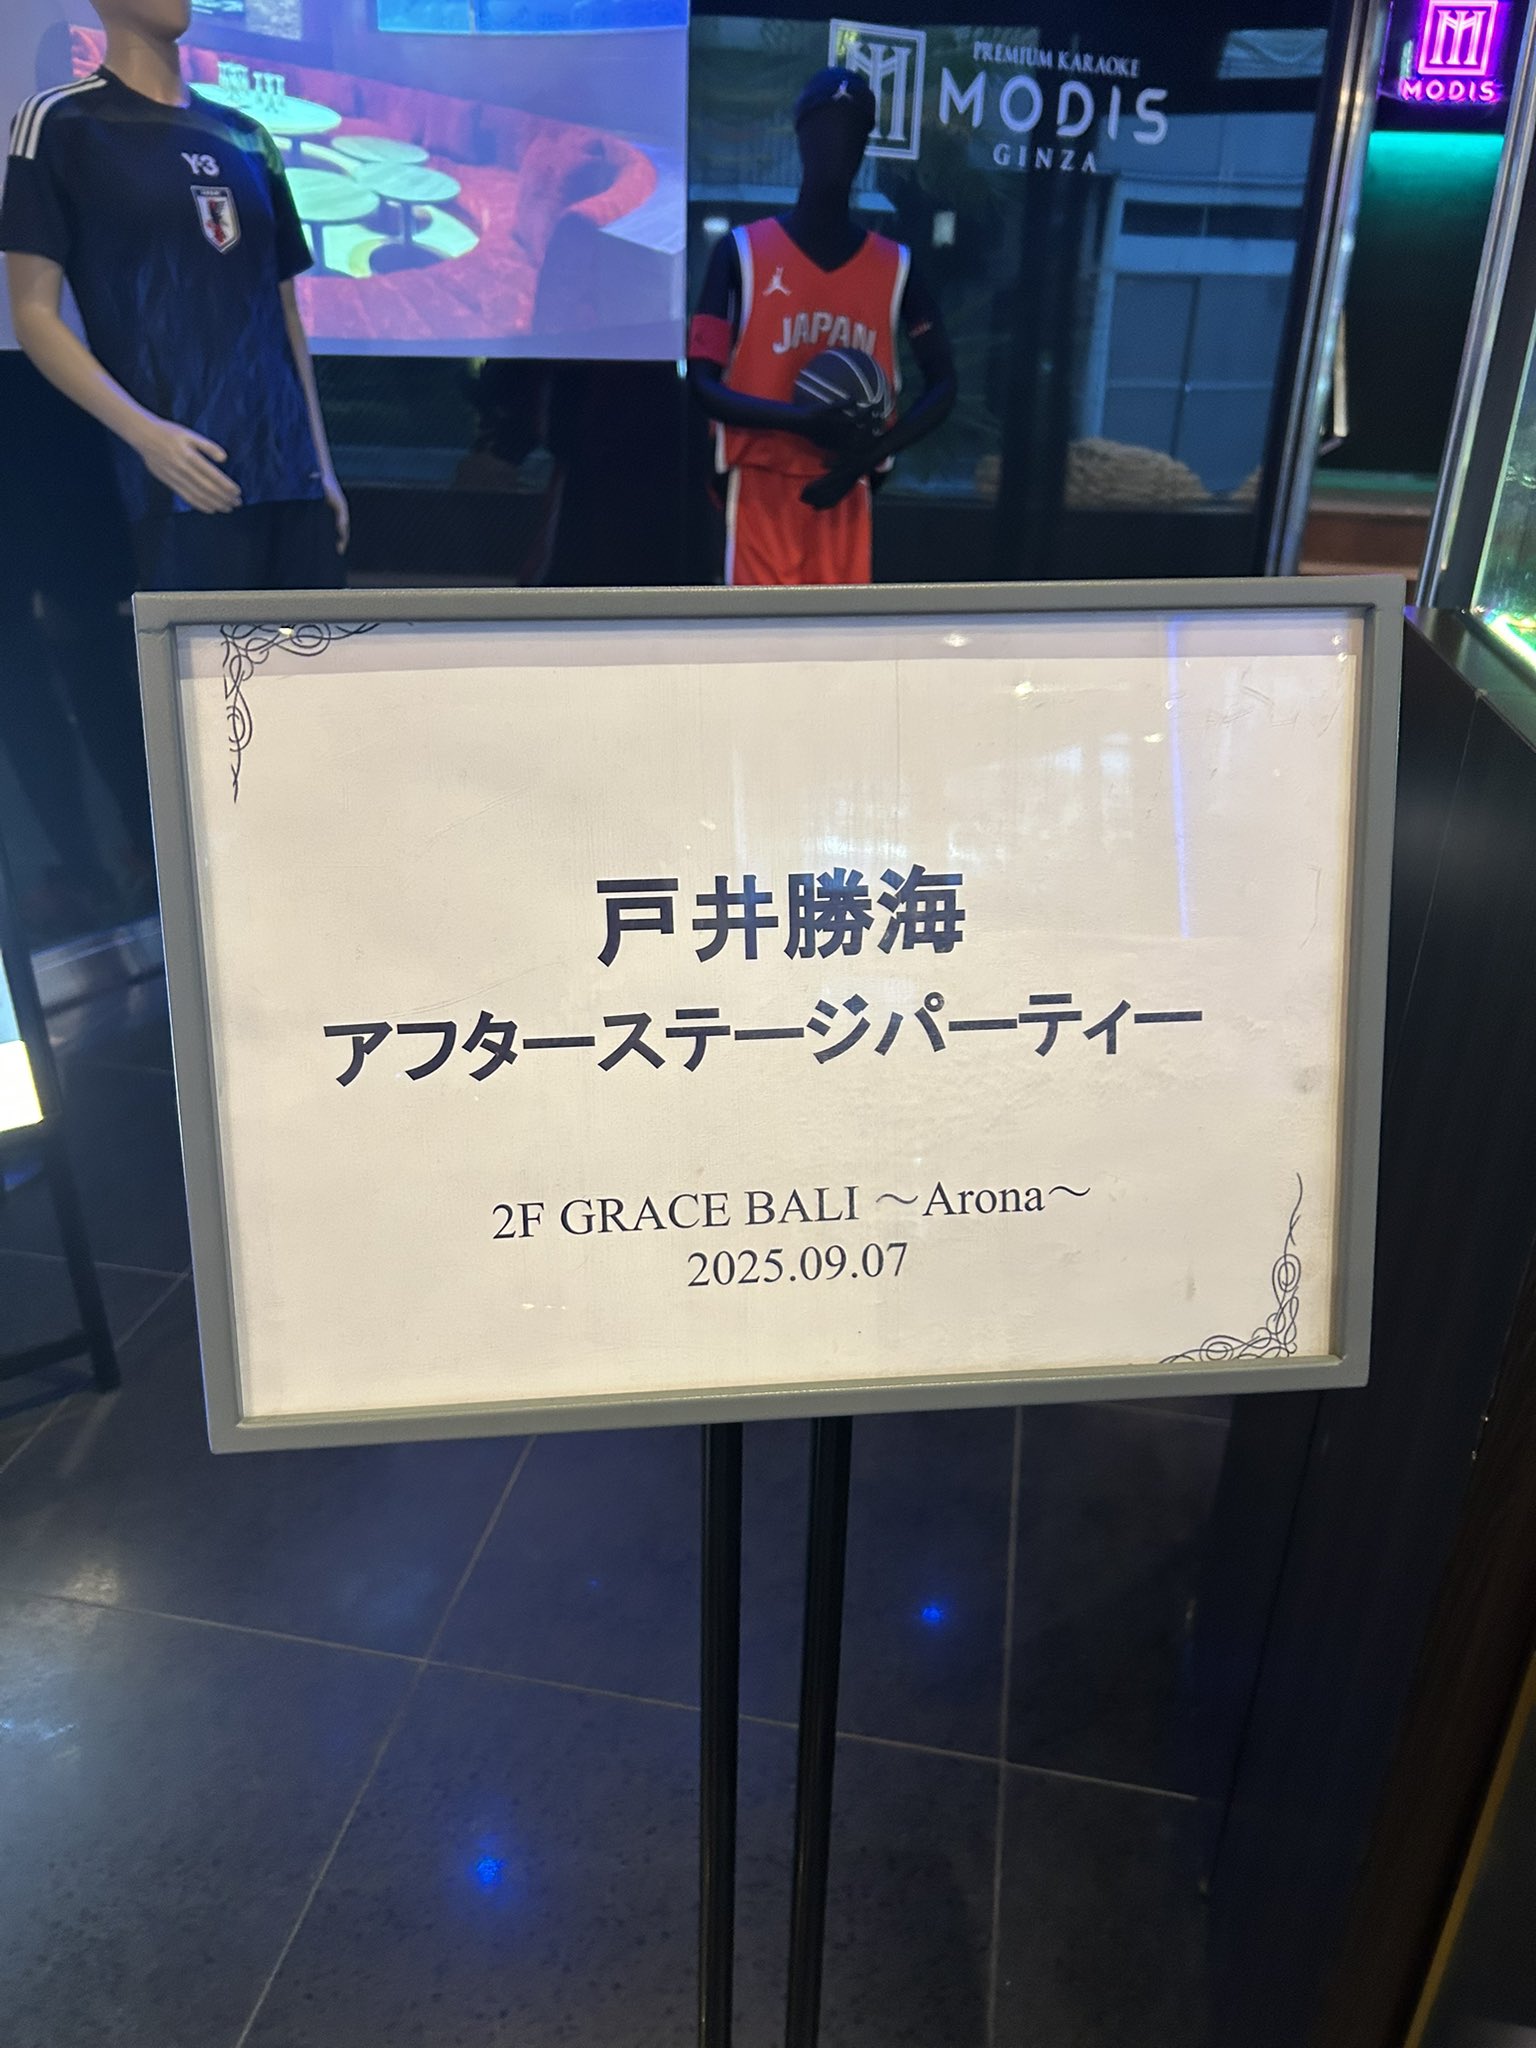 Y-3
PREMIUM KARAOKE
MODIS
GINZA
MODIS
JAPAN
戸井勝海
アフターステージパーティー
2F GRACE BALI ～Arona～
2025.09.07